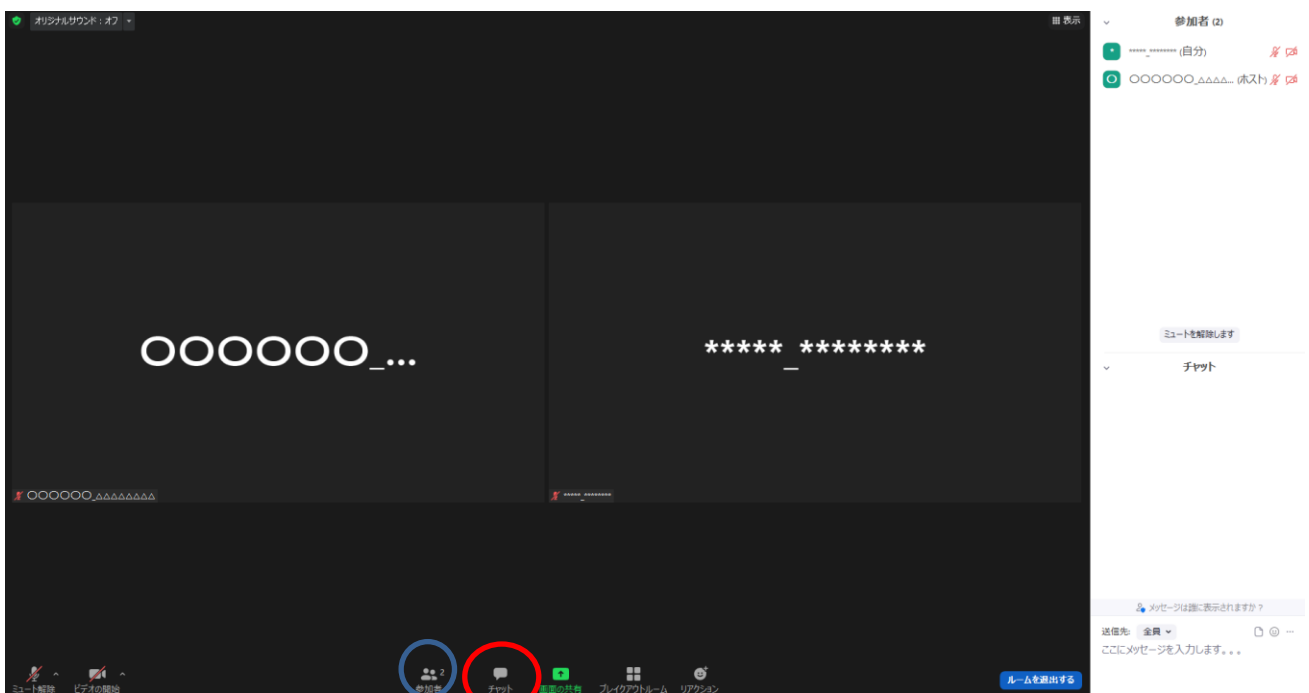 オリジナルサウンド：オフ
表示
参加者 (2)
*
*****_******** (自分)
O
〇〇〇〇〇〇_△△△△... (ホスト)
〇〇〇〇〇〇_...
*****_********
ミュートを解除します
チャット
〇〇〇〇〇〇_△△△△△△△△
*****_********
メッセージは誰に表示されますか？
送信先: 全員
ここにメッセージを入力します。。。
ミュート解除
ビデオの開始
参加者
2
チャット
画面の共有
ブレイクアウトルーム
リアクション
ルームを退出する